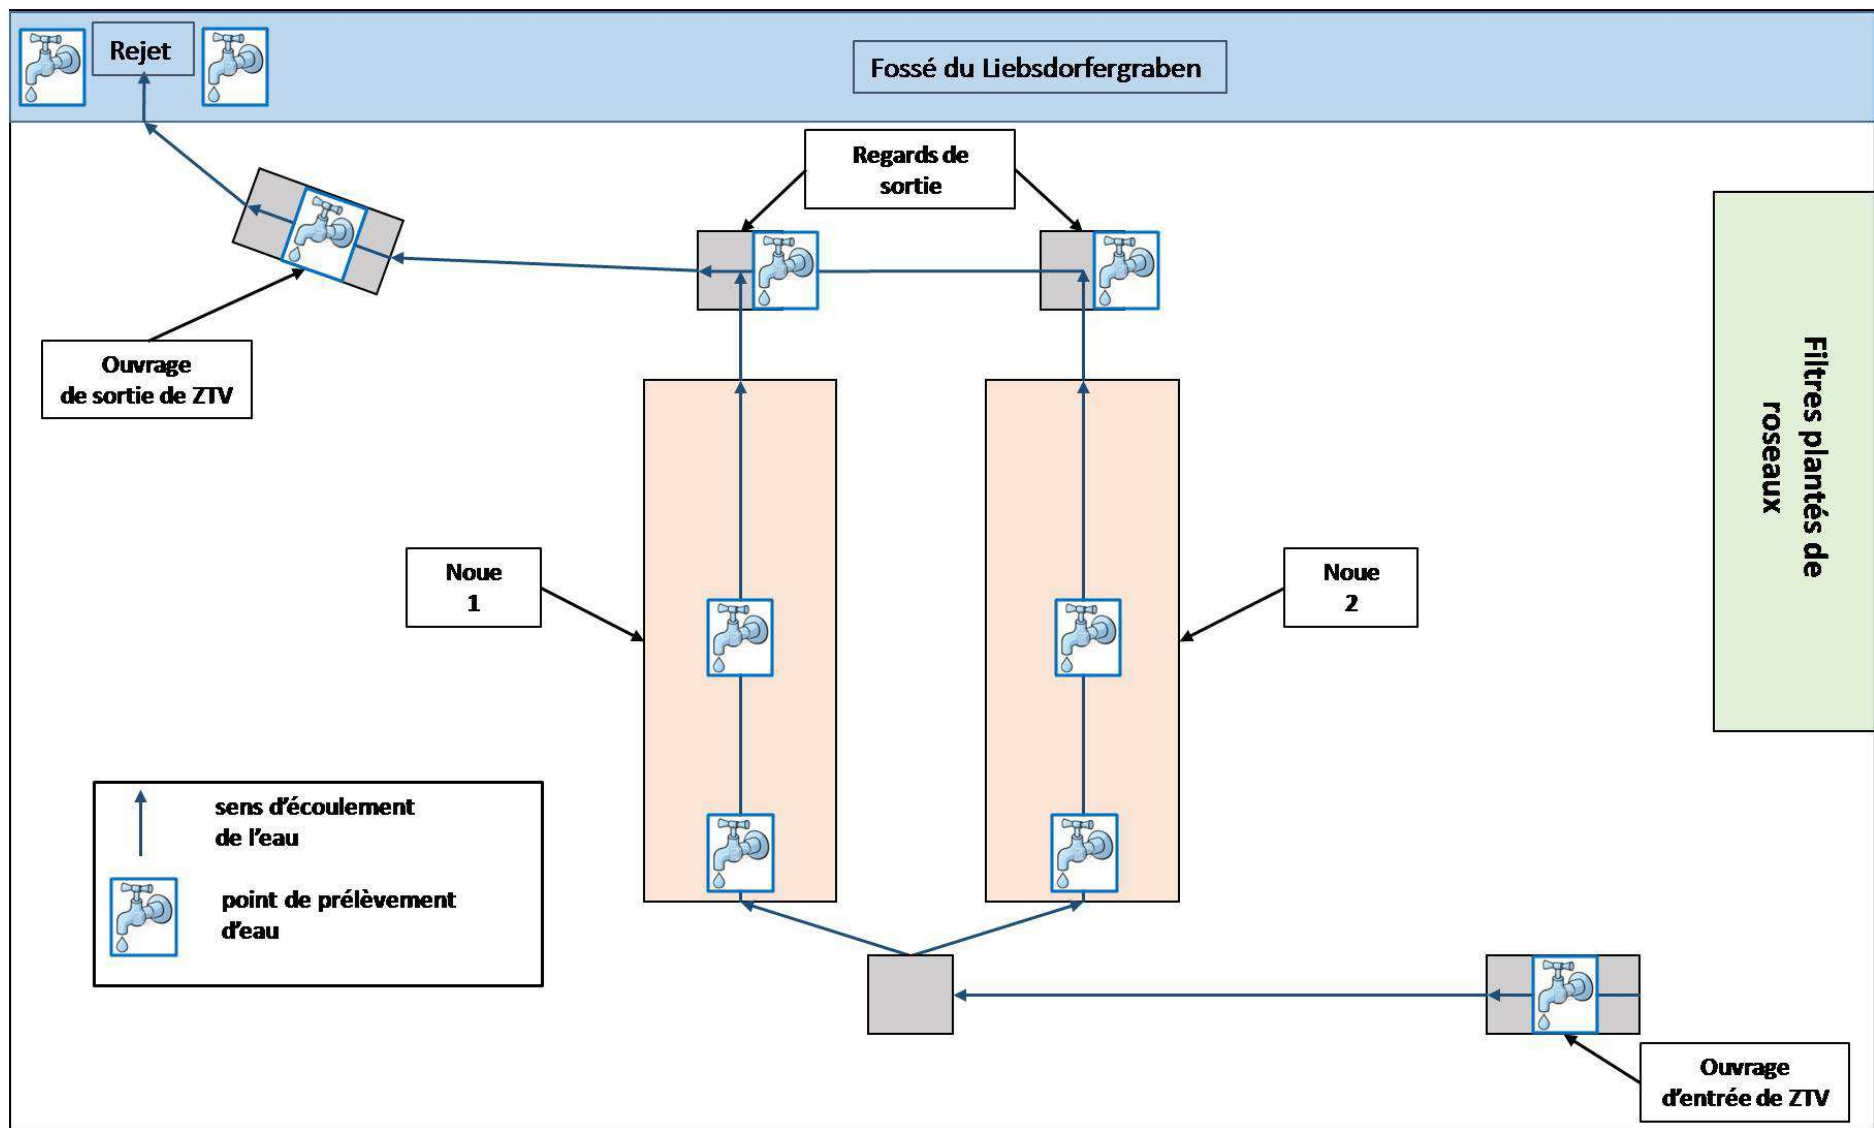 Rejet
Fossé du Liebsdorfergraben
Regards de
sortie
Ouvrage
de sortie de ZTV
Filtres plantés de
roseaux
Noue
1
Noue
2
sens d'écoulement
de l'eau
point de prélèvement
d'eau
Ouvrage
d'entrée de ZTV